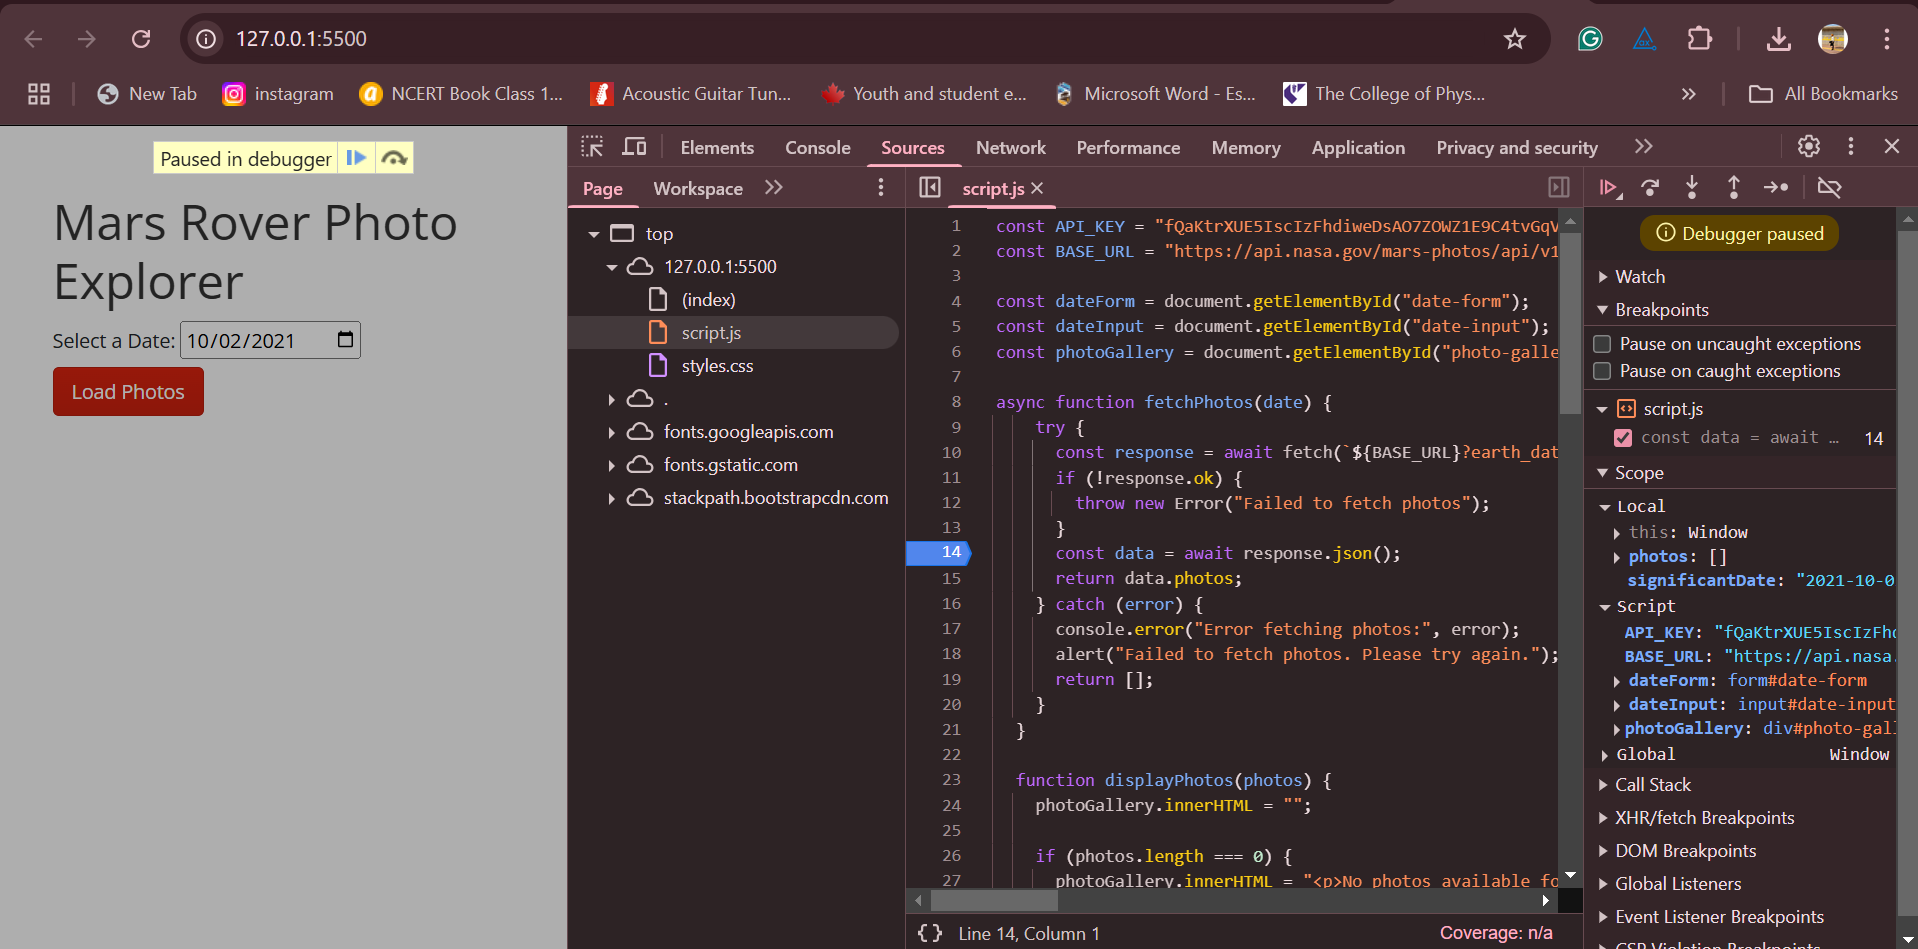 127.0.0.1:5500
New Tab
instagram
NCERT Book Class 1...
Acoustic Guitar Tun...
Youth and student e...
Microsoft Word - Es...
The College of Phys...
All Bookmarks
Paused in debugger
Mars Rover Photo
Explorer
Select a Date: 10/02/2021
Load Photos
Elements Console Sources Network Performance Memory Application Privacy and security
Page Workspace
top
127.0.0.1:5500
(index)
script.js
styles.css
.
fonts.googleapis.com
fonts.gstatic.com
stackpath.bootstrapcdn.com
script.js
1 const API_KEY = "fQaKtrXUE5IscIzFhdiweDsAO7ZOWZ1E9C4tvGqV
2 const BASE_URL = "https://api.nasa.gov/mars-photos/api/v1
3
4 const dateForm = document.getElementById("date-form");
5 const dateInput = document.getElementById("date-input");
6 const photoGallery = document.getElementById("photo-galle
7
8 async function fetchPhotos(date) {
9 try {
10 const response = await fetch(`${BASE_URL}?earth_dat
11 if (!response.ok) {
12 throw new Error("Failed to fetch photos");
13 }
14 const data = await response.json();
15 return data.photos;
16 } catch (error) {
17 console.error("Error fetching photos:", error);
18 alert("Failed to fetch photos. Please try again.");
19 return [];
20 }
21 }
22
23 function displayPhotos(photos) {
24 photoGallery.innerHTML = "";
25
26 if (photos.length === 0) {
27 photoGallery.innerHTML = "<p>No photos available fo
{} Line 14, Column 1
Coverage: n/a
Debugger paused
Watch
Breakpoints
Pause on uncaught exceptions
Pause on caught exceptions
script.js
const data = await … 14
Scope
Local
this: Window
photos: []
significantDate: "2021-10-0
Script
API_KEY: "fQaKtrXUE5IscIzFhd
BASE_URL: "https://api.nasa.
dateForm: form#date-form
dateInput: input#date-input
photoGallery: div#photo-gall
Global Window
Call Stack
XHR/fetch Breakpoints
DOM Breakpoints
Global Listeners
Event Listener Breakpoints
CSP Violation Breakpoints